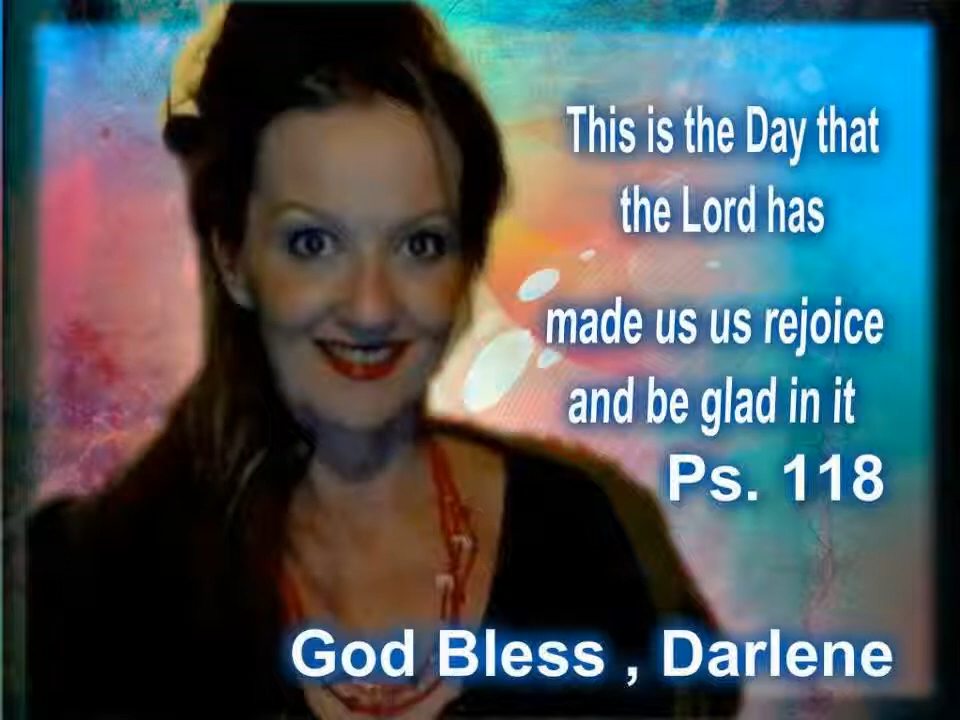 This is the Day that
the Lord has
made us us rejoice
and be glad in it
Ps. 118
God Bless , Darlene